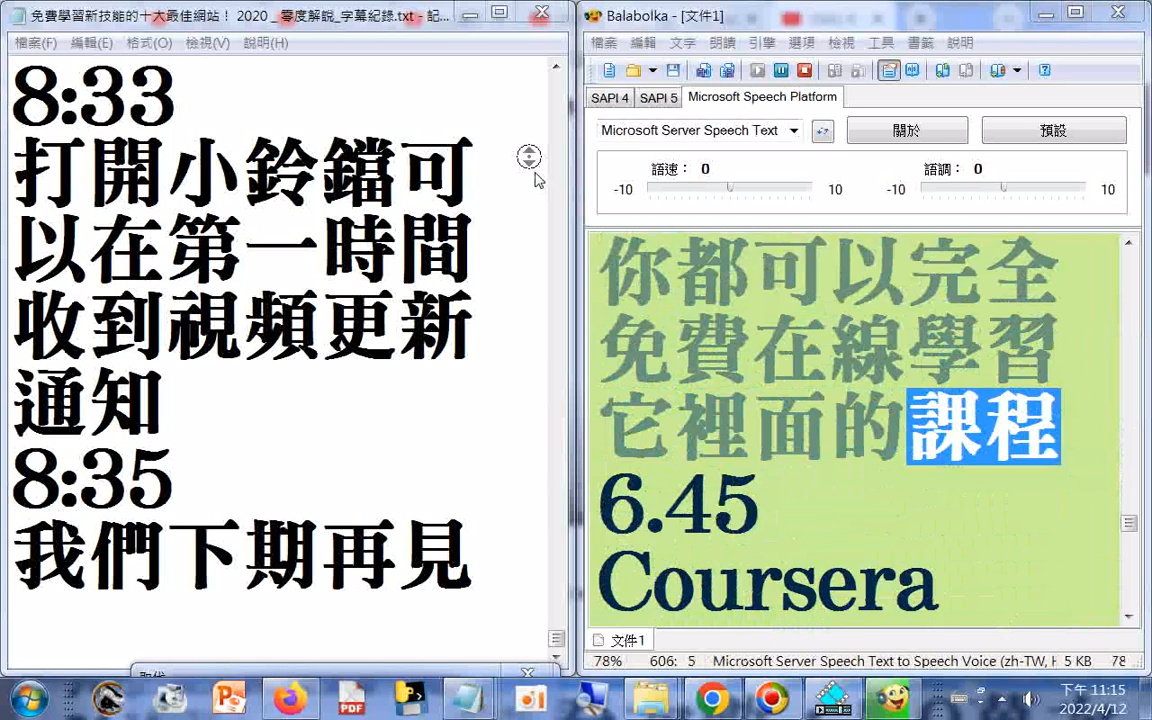 免費學習新技能的十大最佳網站！ 2020 _ 零度解說_字幕紀錄.txt - 記...
檔案(F) 編輯(E) 格式(O) 檢視(V) 說明(H)
8:33
打開小鈴鐺可
以在第一時間
收到視頻更新
通知
8:35
我們下期再見
取代
Balabolka - [文件1]
檔案 編輯 文字 朗讀 引擎 選項 檢視 工具 書籤 說明
SAPI 4 SAPI 5 Microsoft Speech Platform
Microsoft Server Speech Text 關於 預設
語速： 0 語調： 0
-10 10 -10 10
你都可以完全
免費在線學習
它裡面的課程
6.45
Coursera
文件1
78% 606: 5 Microsoft Server Speech Text to Speech Voice (zh-TW, H 5 KB 78
下午 11:15
2022/4/12